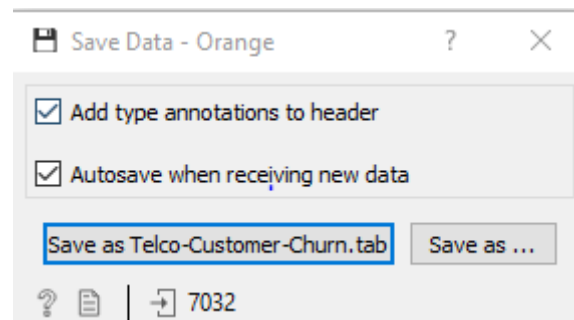 Save Data - Orange ?
Add type annotations to header
Autosave when receiving new data
Save as Telco-Customer-Churn.tab Save as ...
? 7032